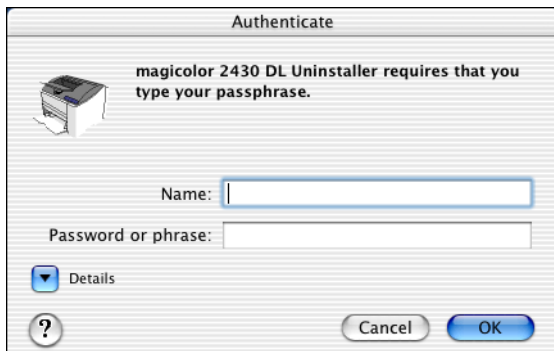 Authenticate
magicolor 2430 DL Uninstaller requires that you
type your passphrase.
Name:
Password or phrase:
Details
?
Cancel
OK